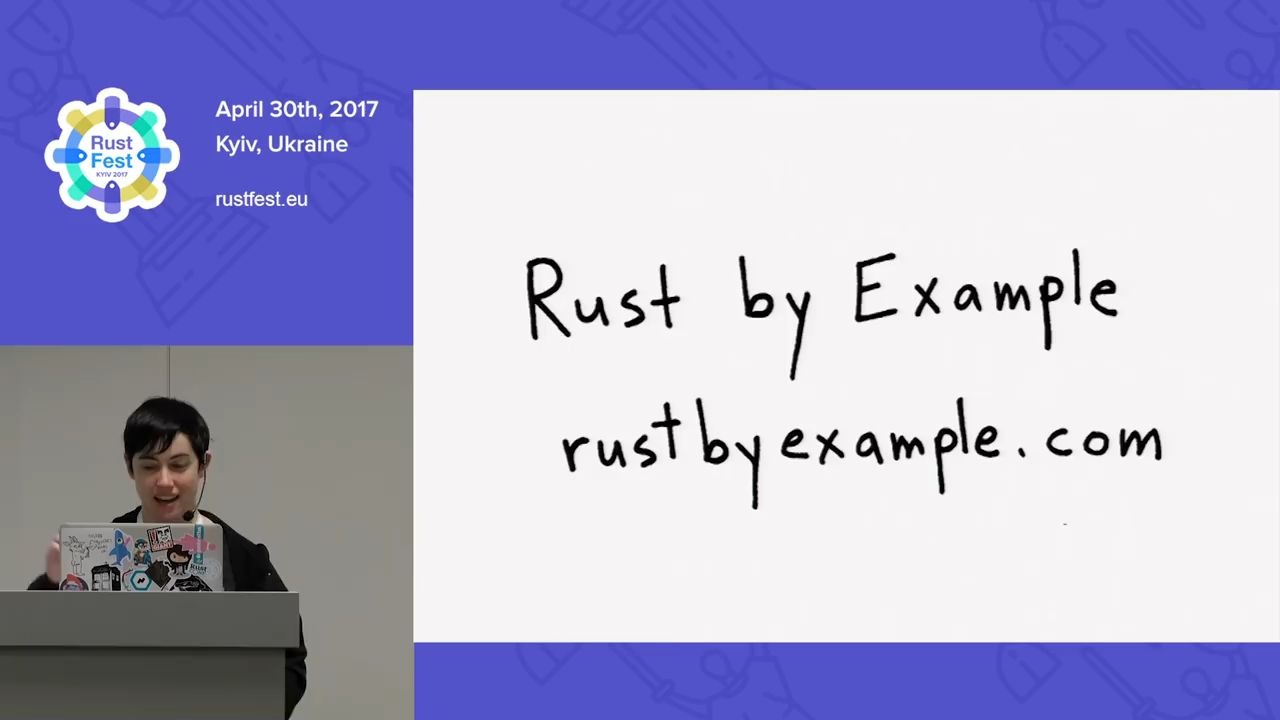 April 30th, 2017
Kyiv, Ukraine
rustfest.eu
Rust
Fest
KYIV 2017
Rust by Example
rustbyexample.com